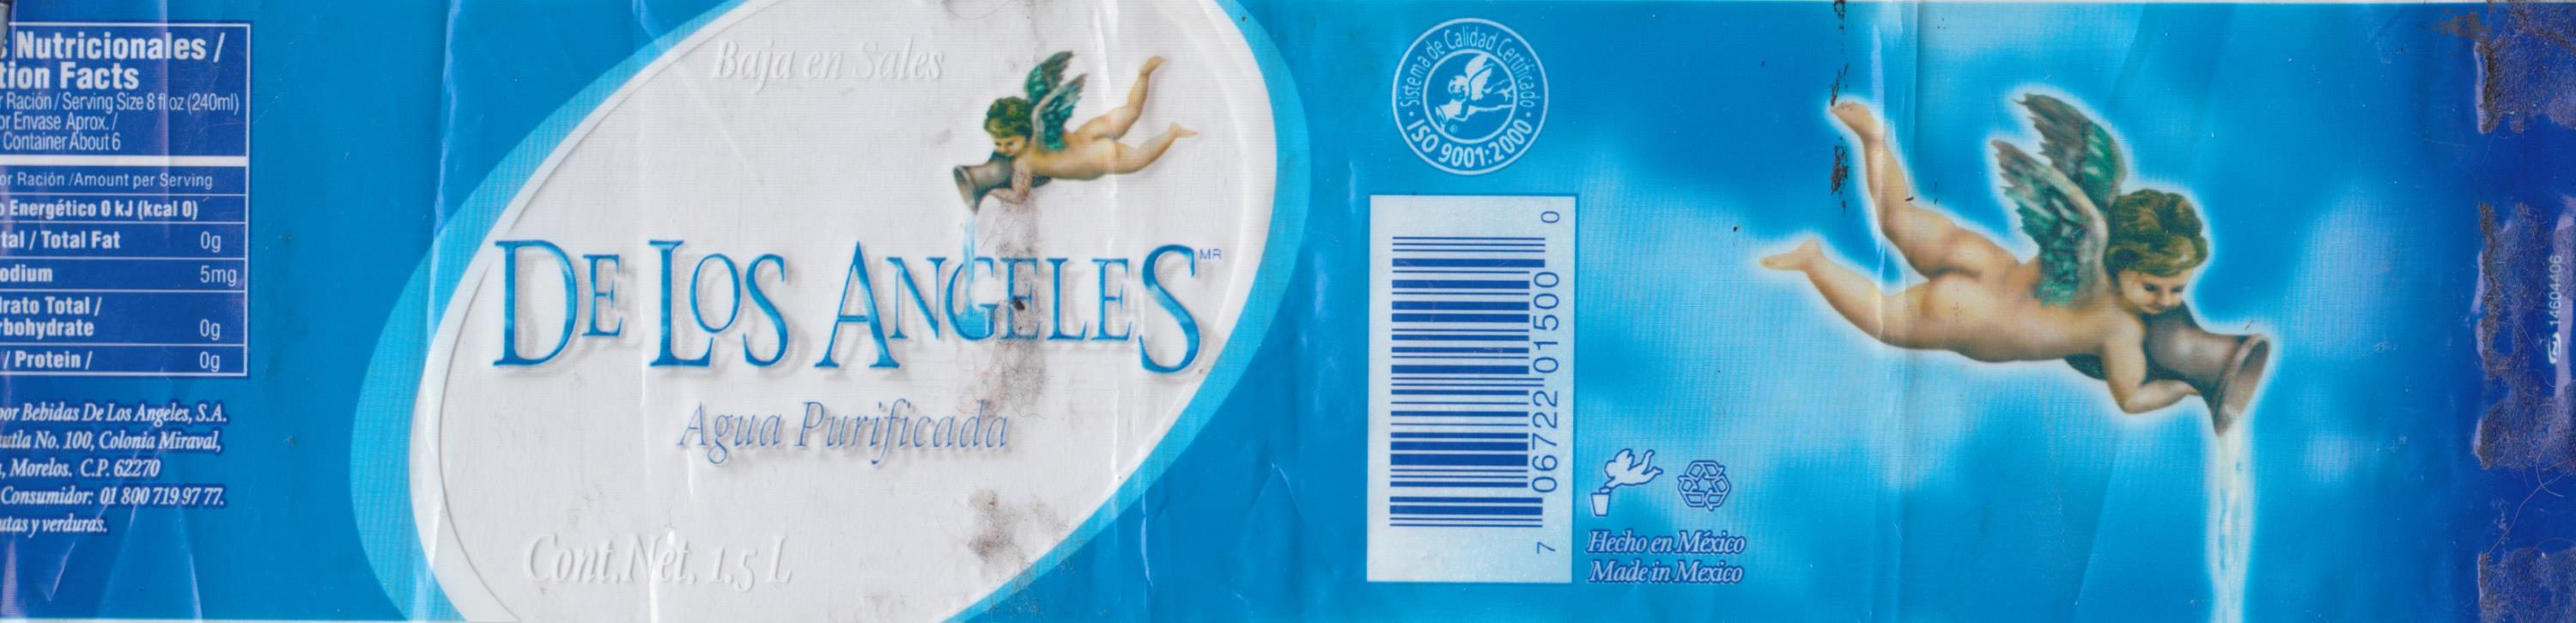 Nutricionales /
tion Facts
r Ración / Serving Size 8 fl oz (240ml)
or Envase Aprox. /
Container About 6
or Ración /Amount per Serving
o Energético 0 kJ (kcal 0)
tal / Total Fat 0g
odium 5mg
drato Total /
rbohydrate 0g
/ Protein / 0g
por Bebidas De Los Angeles, S.A.
utla No. 100, Colonia Miraval,
, Morelos. C.P. 62270
Consumidor: 01 800 719 97 77.
utas y verduras.
Baja en Sales
DE LOS ANGELES MR
Agua Purificada
Cont. Net. 1.5 L
Sistema de Calidad Certificado
ISO 9001:2000
7 06722 01500 0
Hecho en México
Made in Mexico
14604406